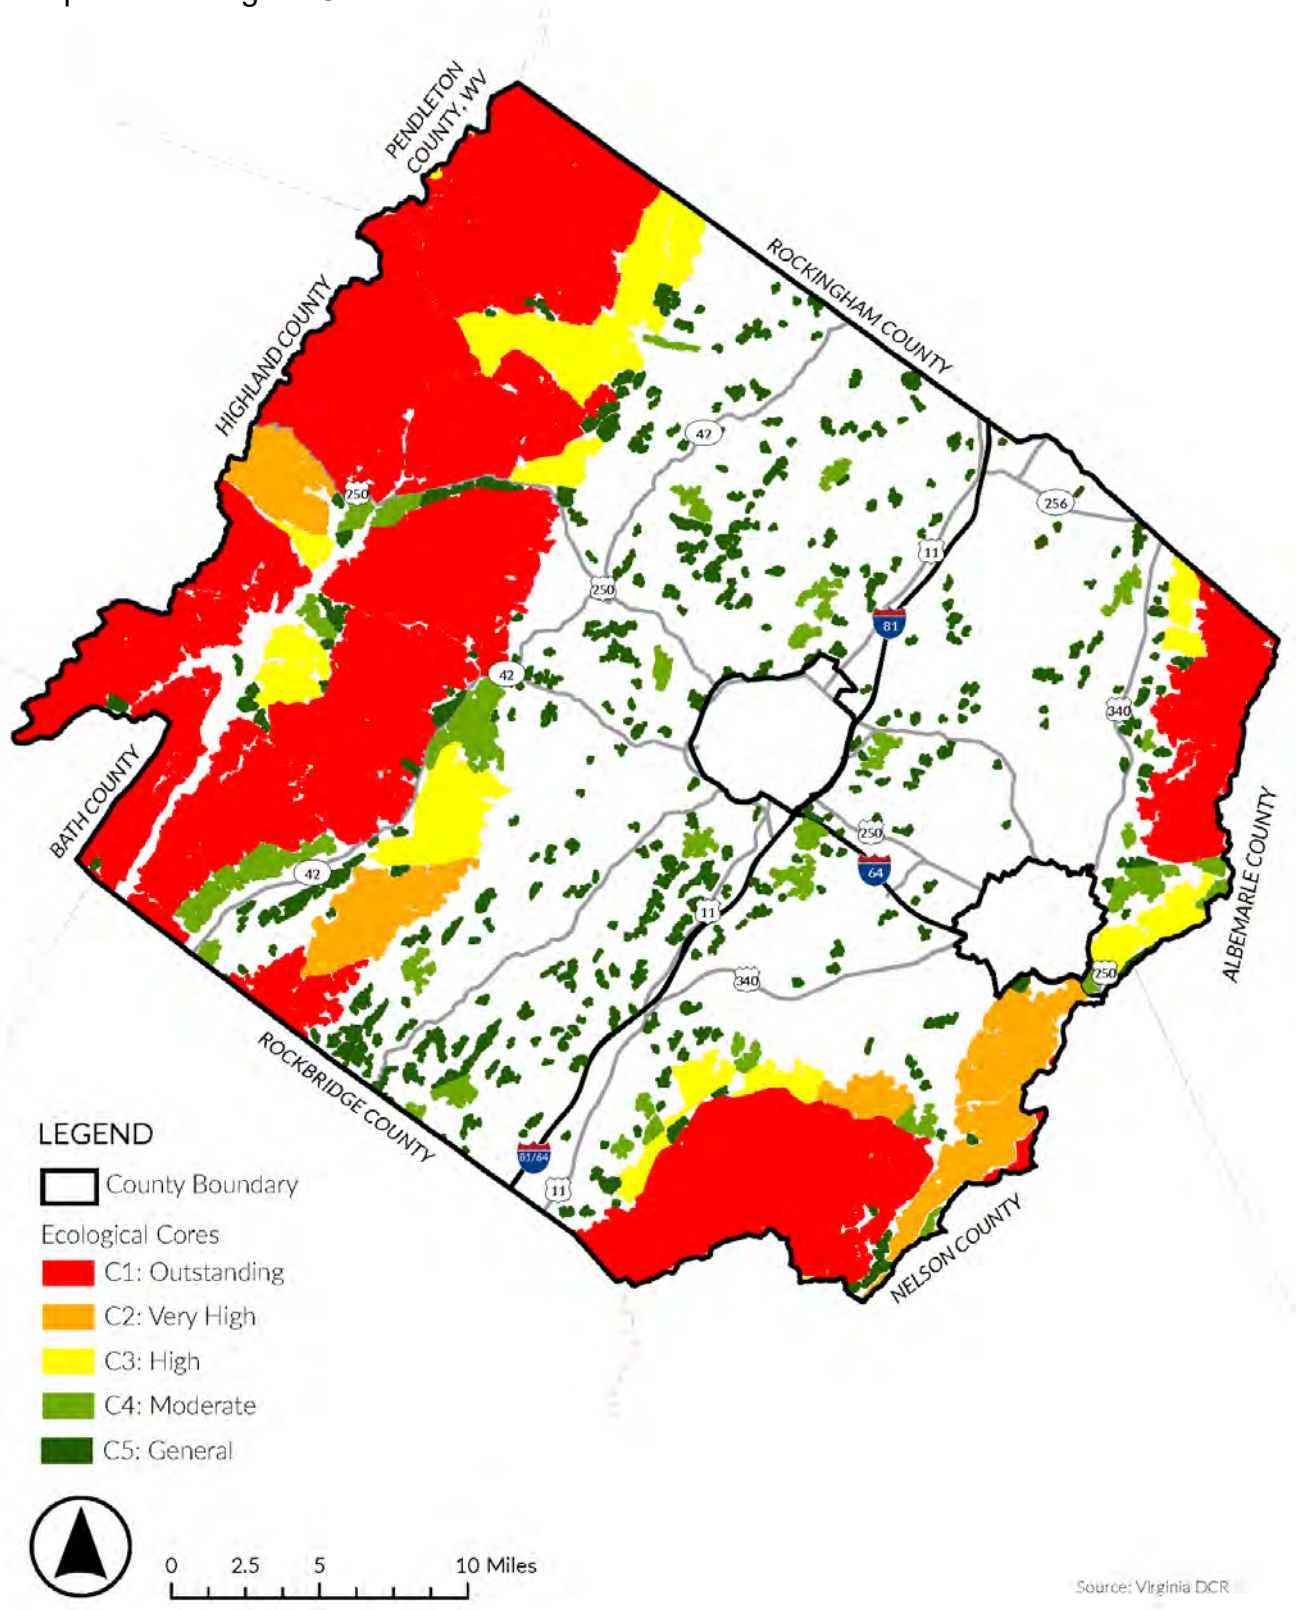 PENDLETON
COUNTY, WV
HIGHLAND COUNTY
ROCKINGHAM COUNTY
42
250
256
11
250
81
42
340
BATH COUNTY
ALBEMARLE COUNTY
250
42
64
11
340
250
ROCKBRIDGE COUNTY
81/64
11
NELSON COUNTY
LEGEND
County Boundary
Ecological Cores
C1: Outstanding
C2: Very High
C3: High
C4: Moderate
C5: General
0 2.5 5 10 Miles
Source: Virginia DCR